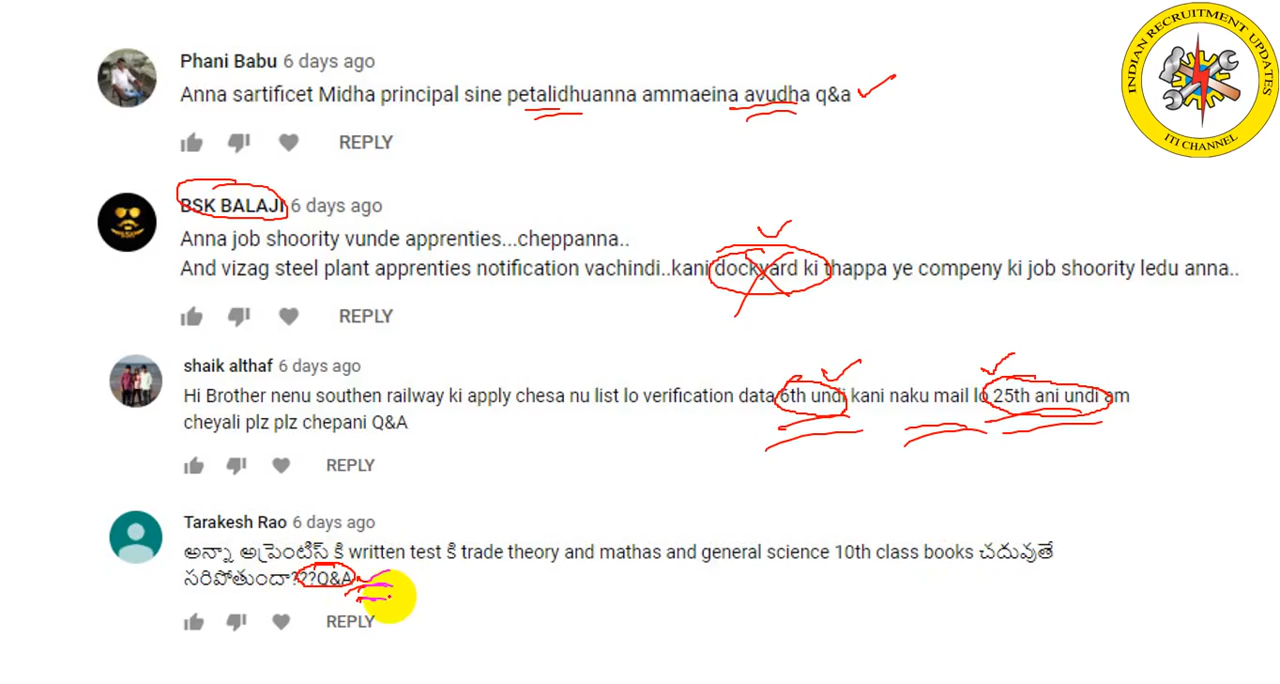 Phani Babu 6 days ago
Anna sartificet Midha principal sine petalidhuanna ammaeina avudha q&a
REPLY
BSK BALAJI 6 days ago
Anna job shoority vunde apprenties...cheppanna..
And vizag steel plant apprenties notification vachindi..kani dockyard ki thappa ye compeny ki job shoority ledu anna..
REPLY
shaik althaf 6 days ago
Hi Brother nenu southen railway ki apply chesa nu list lo verification data 6th undi kani naku mail lo 25th ani undi am
cheyali plz plz chepani Q&A
REPLY
Tarakesh Rao 6 days ago
అన్నా అప్రెంటిస్ కి written test కి trade theory and mathas and general science 10th class books చదువుతే
సరిపోతుందా???Q&A
REPLY
INDIAN RECRUITMENT UPDATES
ITI CHANNEL